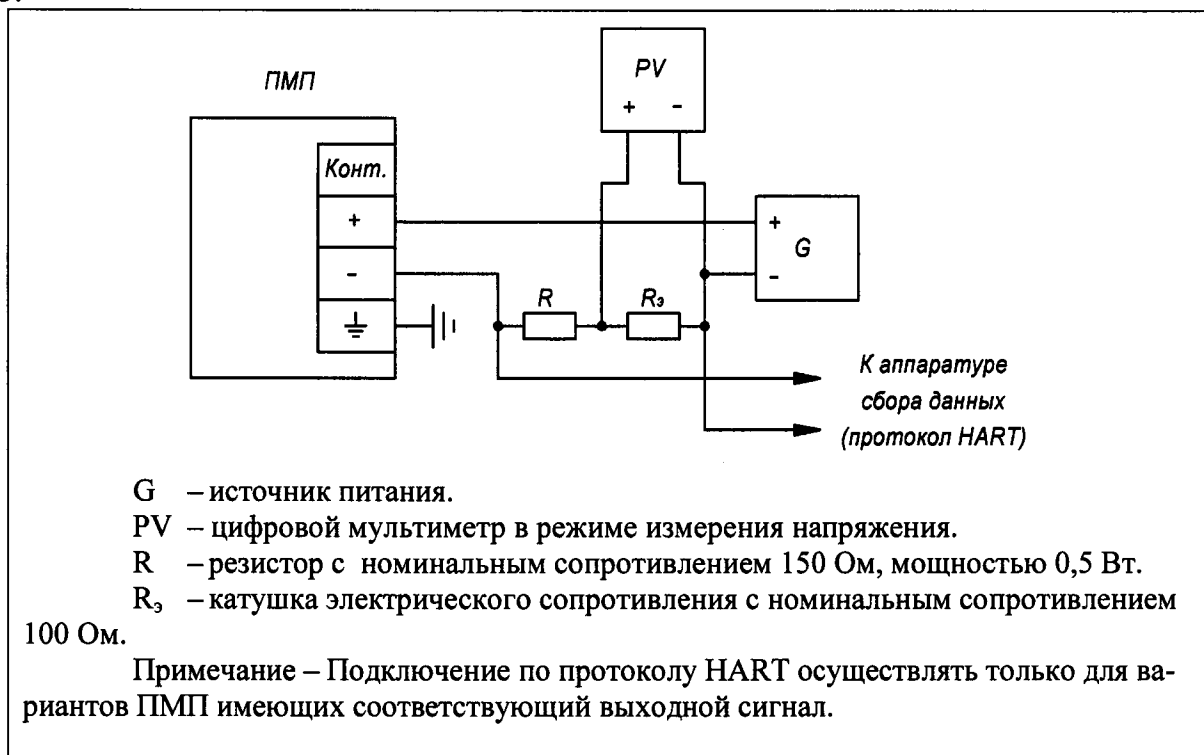 ПМП
PV
+ -
Конт.
+
-
+
G
-
R
Rэ
К аппаратуре
сбора данных
(протокол HART)
G – источник питания.
PV – цифровой мультиметр в режиме измерения напряжения.
R – резистор с номинальным сопротивлением 150 Ом, мощностью 0,5 Вт.
Rэ – катушка электрического сопротивления с номинальным сопротивлением
100 Ом.
Примечание – Подключение по протоколу HART осуществлять только для ва-
риантов ПМП имеющих соответствующий выходной сигнал.